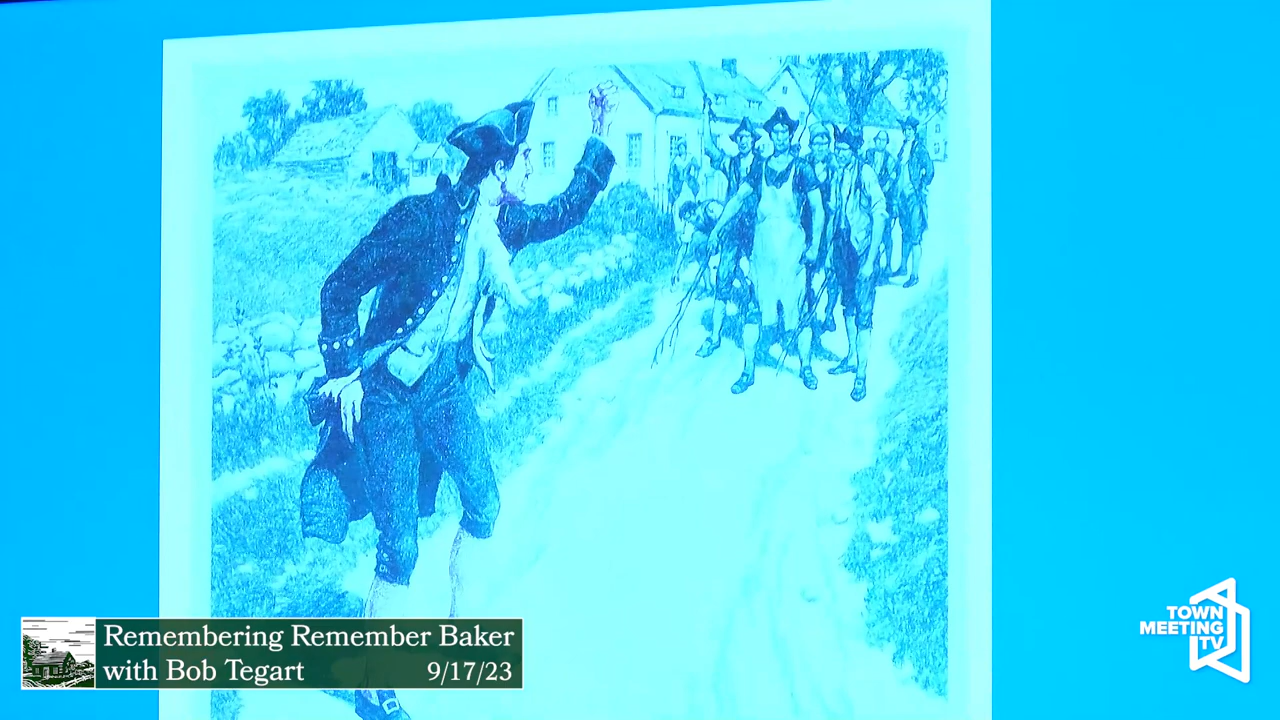 Remembering Remember Baker
with Bob Tegart 9/17/23
TOWN
MEETING
TV